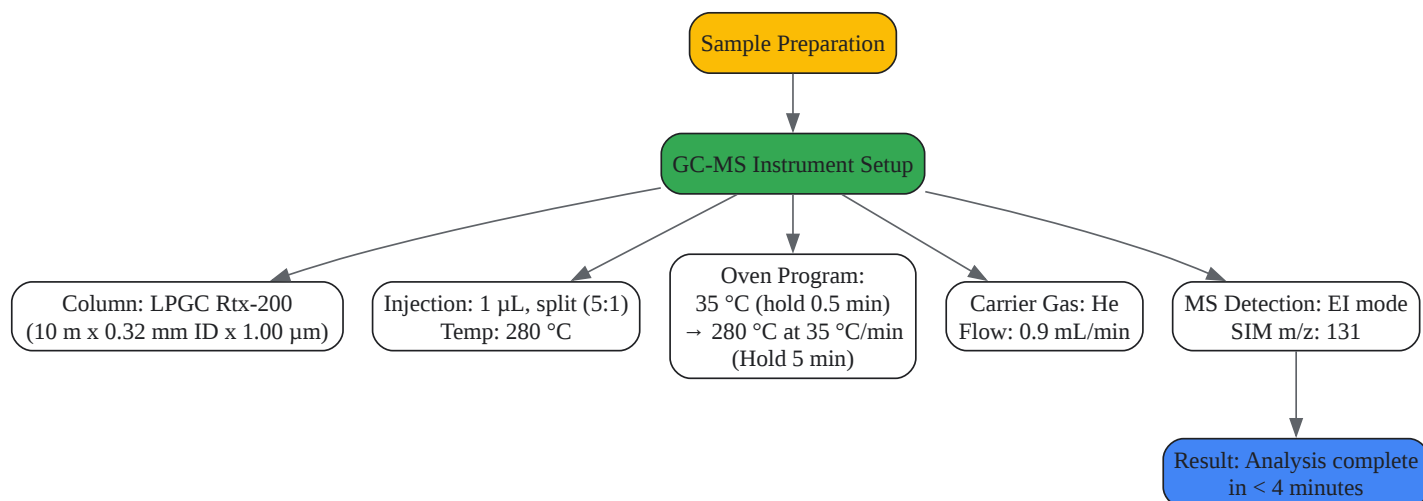 Sample Preparation
GC-MS Instrument Setup
Column: LPGC Rtx-200
(10 m x 0.32 mm ID x 1.00 µm)
Injection: 1 µL, split (5:1)
Temp: 280 °C
Oven Program:
35 °C (hold 0.5 min)
→ 280 °C at 35 °C/min
(Hold 5 min)
Carrier Gas: He
Flow: 0.9 mL/min
MS Detection: EI mode
SIM m/z: 131
Result: Analysis complete
in < 4 minutes